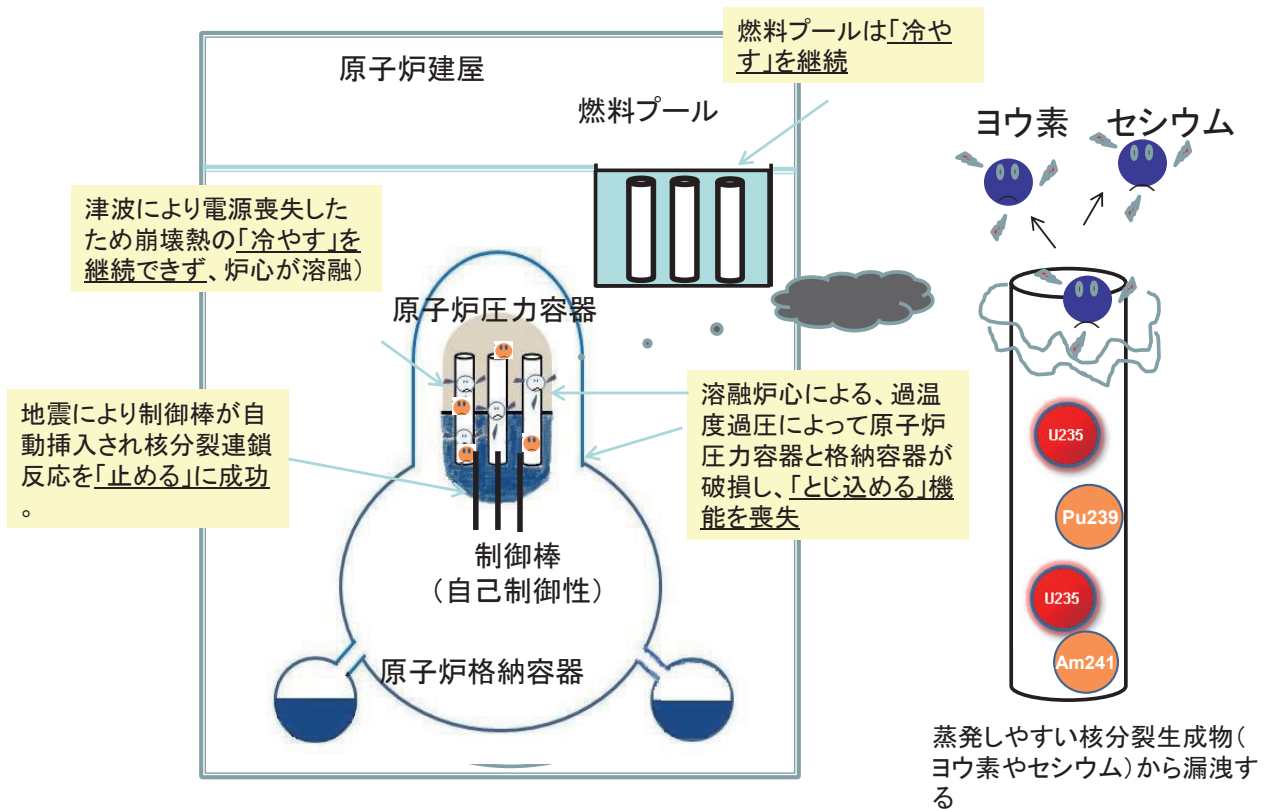 燃料プールは「冷や
す」を継続
原子炉建屋
燃料プール
ヨウ素
セシウム
津波により電源喪失した
ため崩壊熱の「冷やす」を
継続できず、炉心が溶融）
原子炉圧力容器
地震により制御棒が自
動挿入され核分裂連鎖
反応を「止める」に成功
。
溶融炉心による、過温
度過圧によって原子炉
圧力容器と格納容器が
破損し、「とじ込める」機
能を喪失
制御棒
（自己制御性）
原子炉格納容器
U235
Pu239
U235
Am241
蒸発しやすい核分裂生成物（
ヨウ素やセシウム）から漏洩す
る